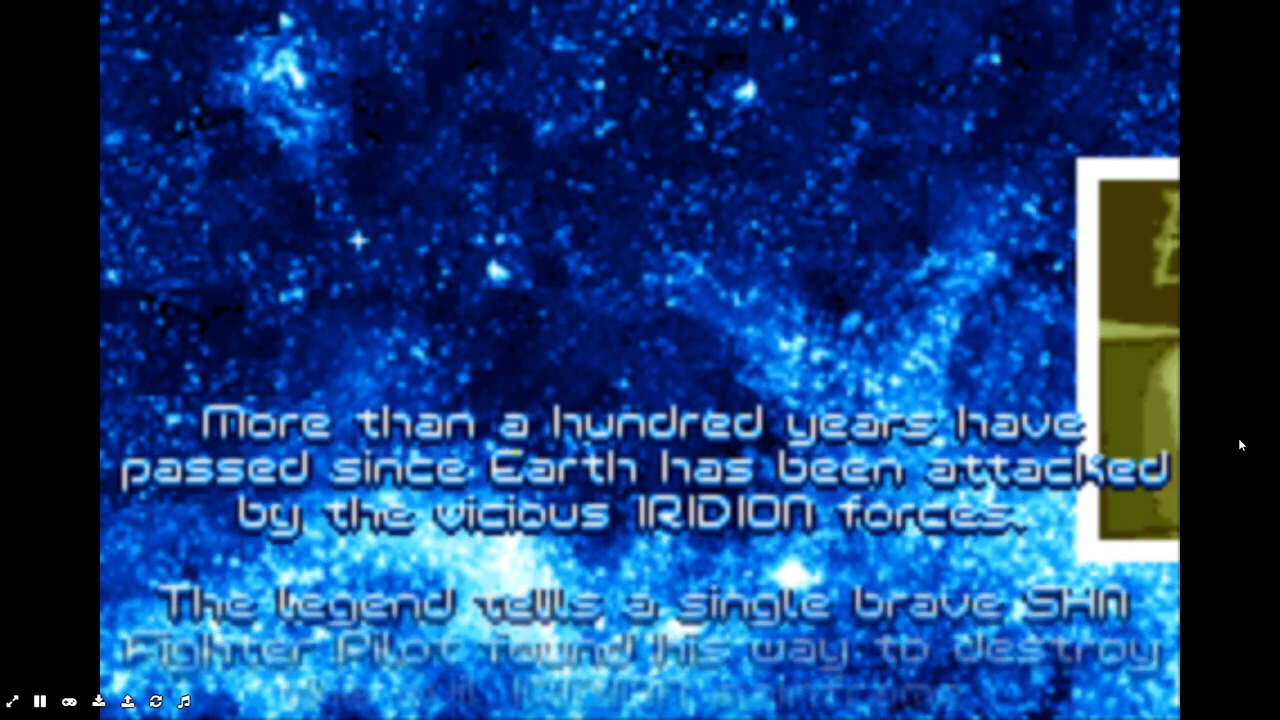 More than a hundred years have
passed since Earth has been attacked
by the vicious IRIDION forces.
The legend tells a single brave SHN
Fighter Pilot found his way to destroy
IRIDION